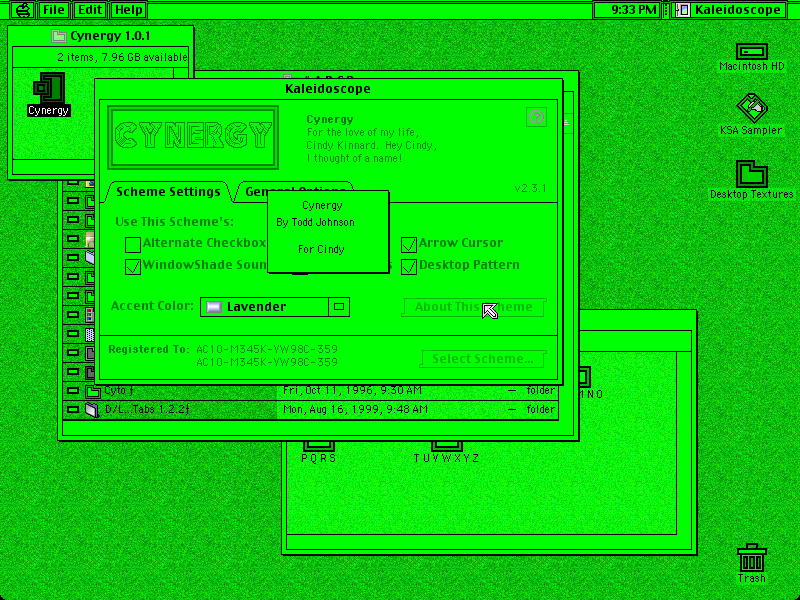 File Edit Help
9:33 PM Kaleidoscope
Cynergy 1.0.1
2 items, 7.96 GB available
Cynergy
Macintosh HD
KSA Sampler
Desktop Textures
Trash
Kaleidoscope
CYNERGY
Cynergy
For the love of my life,
Cindy Kinnard. Hey Cindy,
I thought of a name!
v2.3.1
Scheme Settings General Options
Use This Scheme's:
Alternate Checkbox
WindowShade Soun
Arrow Cursor
Desktop Pattern
Cynergy
By Todd Johnson
For Cindy
Accent Color: Lavender
About This Scheme
Registered To: AC10-M345K-YW98C-359
AC10-M345K-YW98C-359
Select Scheme...
Cyto ƒ Fri, Oct 11, 1996, 9:30 AM — folder
D/L...Tabs 1.2.2ƒ Mon, Aug 16, 1999, 9:48 AM — folder
MNO
PQRS
TUVWXYZ